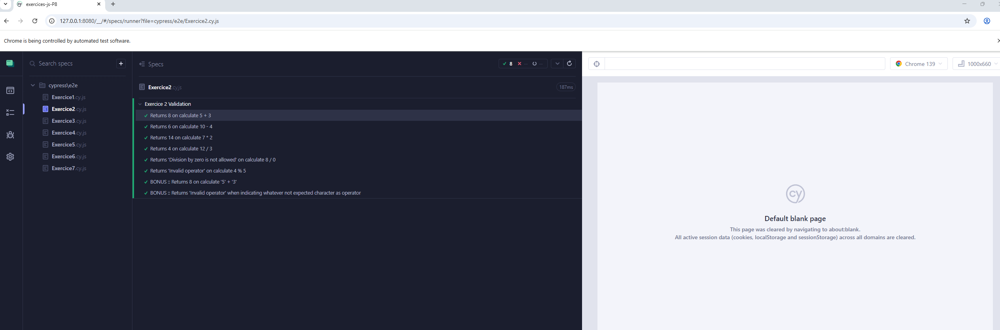 exercices-js-P8
127.0.0.1:8080/__/#/specs/runner?file=cypress/e2e/Exercice2.cy.js
Chrome is being controlled by automated test software.
Search specs
cypress\e2e
Exercice1.cy.js
Exercice2.cy.js
Exercice3.cy.js
Exercice4.cy.js
Exercice5.cy.js
Exercice6.cy.js
Exercice7.cy.js
Specs
8 -- --
Exercice2.cy.js 187ms
Exercice 2 Validation
Returns 8 on calculate 5 + 3
Returns 6 on calculate 10 - 4
Returns 14 on calculate 7 * 2
Returns 4 on calculate 12 / 3
Returns 'Division by zero is not allowed' on calculate 8 / 0
Returns 'Invalid operator' on calculate 4 % 5
BONUS :: Returns 8 on calculate '5' + '3'
BONUS :: Returns 'Invalid operator' when indicating whatever not expected character as operator
Chrome 139
1000x660
cy
Default blank page
This page was cleared by navigating to about:blank.
All active session data (cookies, localStorage and sessionStorage) across all domains are cleared.